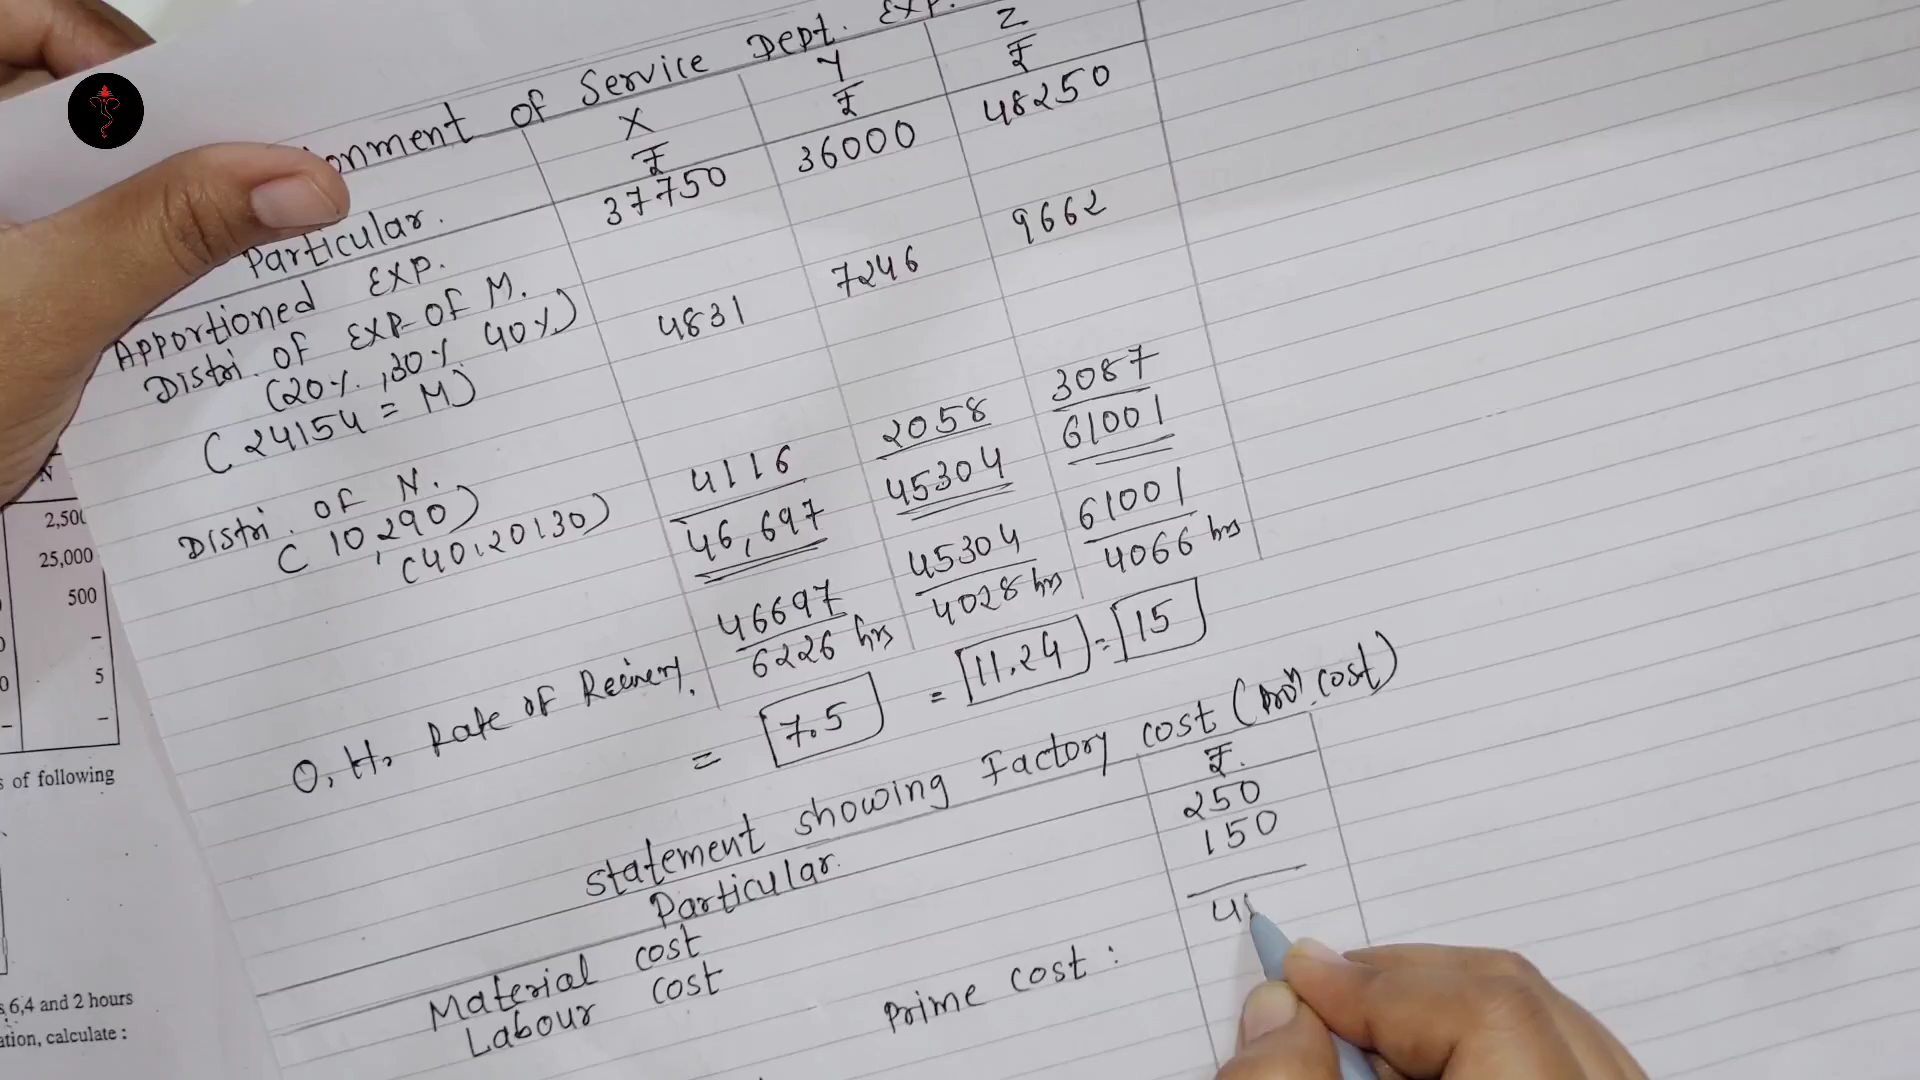 onment of Service Dept. Exp.
Particular. X Y Z
₹ ₹ ₹
Apportioned Exp. 37750 36000 48250
Distri. of Exp of M. 4831 7246 9662
(20%, 30%, 40%)
(24154 = M)
Distri. of N. 4116 2058 3087
(10,290) 46,697 45304 61001
(40,20,30)
46697 45304 61001
6226 hrs 4028 hrs 4066 hrs
O.H. Rate of
= 7.5 = 11.24 = 15
Statement showing Factory cost (Pron. cost)
Particular. ₹.
Material cost 250
Labour cost 150
Prime cost : 4
N
2,500
25,000
500
-
5
-
s of following
6,4 and 2 hours
ation, calculate :